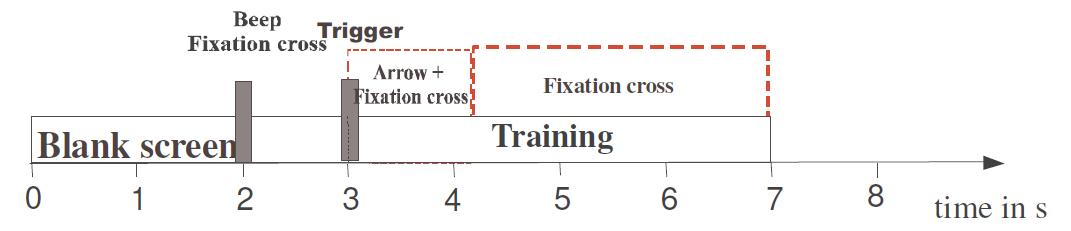 Beep
Fixation cross
Trigger
Arrow +
Fixation cross
Fixation cross
Blank screen
Training
0 1 2 3 4 5 6 7 8
time in s